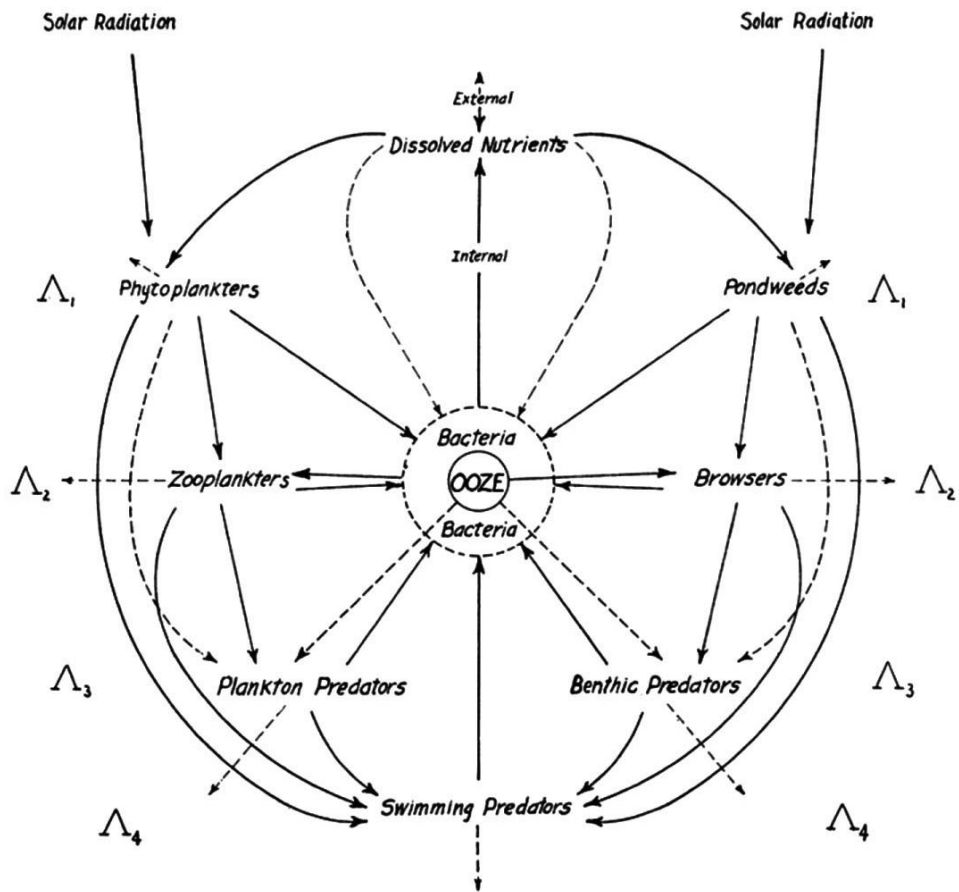 Solar Radiation
Solar Radiation
External
Dissolved Nutrients
Internal
Λ₁
Phytoplankters
Pondweeds
Λ₁
Bacteria
Λ₂
Zooplankters
OOZE
Browsers
Λ₂
Bacteria
Λ₃
Plankton Predators
Benthic Predators
Λ₃
Λ₄
Swimming Predators
Λ₄